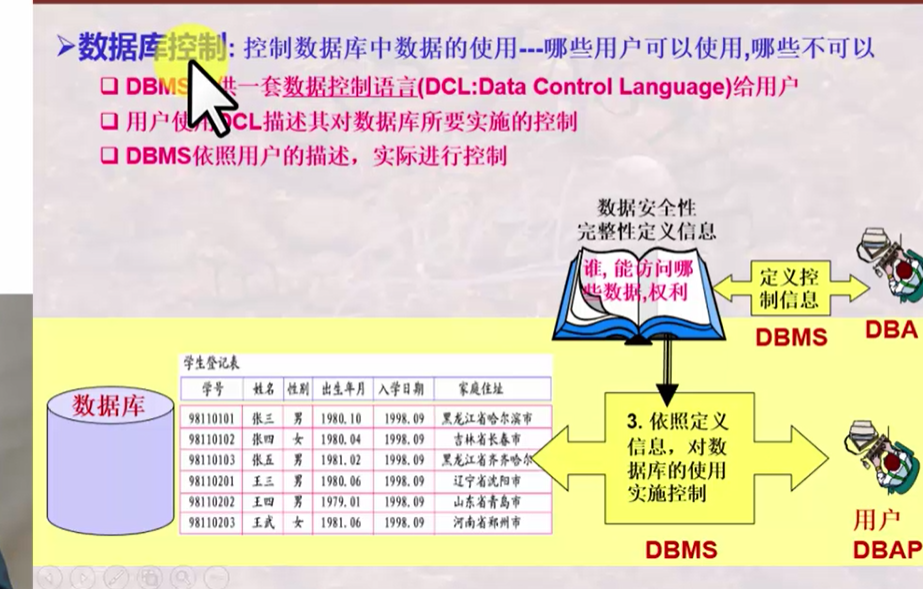 数据库控制: 控制数据库中数据的使用---哪些用户可以使用,哪些不可以
DBMS 供一套数据控制语言(DCL:Data Control Language)给用户
用户使用DCL描述其对数据库所要实施的控制
DBMS依照用户的描述，实际进行控制
数据安全性
完整性定义信息
谁, 能访问哪
些数据,权利
定义控
制信息
DBMS
DBA
学生登记表
学号 姓名 性别 出生年月 入学日期 家庭住址
98110101 张三 男 1980.10 1998.09 黑龙江省哈尔滨市
98110102 张四 女 1980.04 1998.09 吉林省长春市
98110103 张五 男 1981.02 1998.09 黑龙江省齐齐哈尔
98110201 王三 男 1980.06 1998.09 辽宁省沈阳市
98110202 王四 男 1979.01 1998.09 山东省青岛市
98110203 王武 女 1981.06 1998.09 河南省郑州市
数据库
3. 依照定义
信息，对数
据库的使用
实施控制
DBMS
用户
DBAP